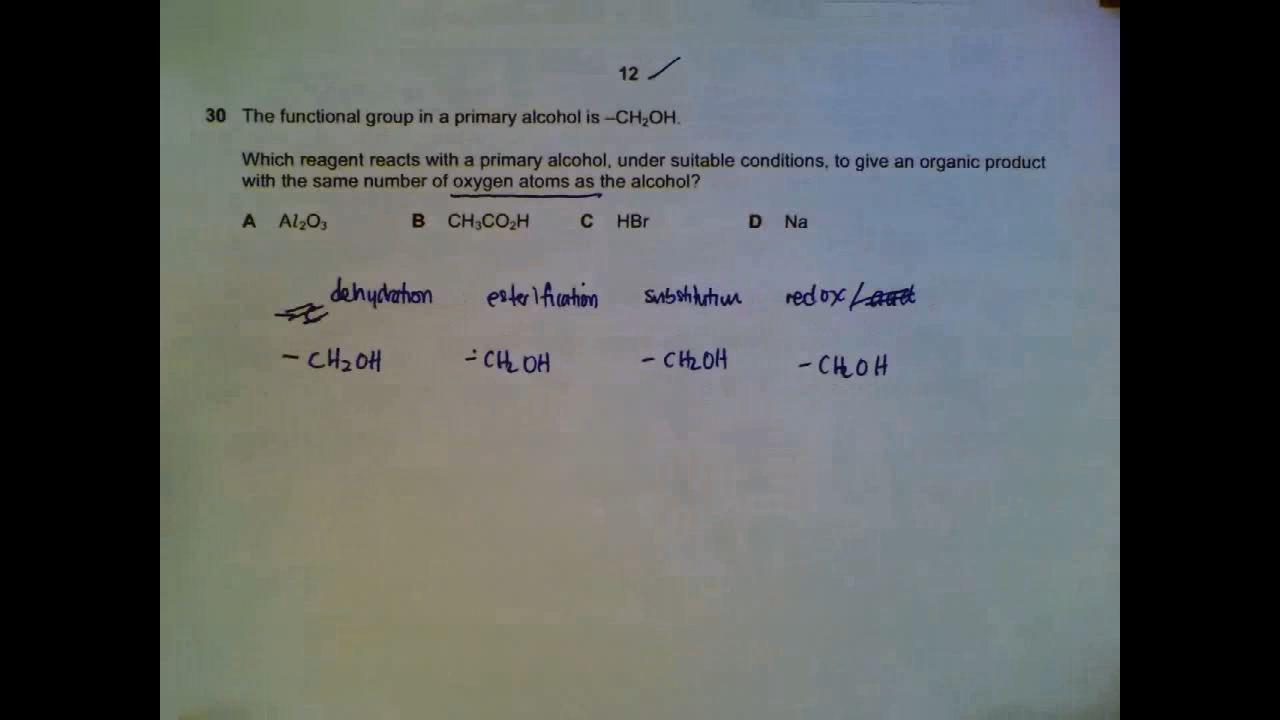 12
30 The functional group in a primary alcohol is –CH₂OH.
Which reagent reacts with a primary alcohol, under suitable conditions, to give an organic product
with the same number of oxygen atoms as the alcohol?
A Al₂O₃ B CH₃CO₂H C HBr D Na
dehydration esterification substitution redox/
– CH₂OH – CH₂OH – CH₂OH – CH₂OH